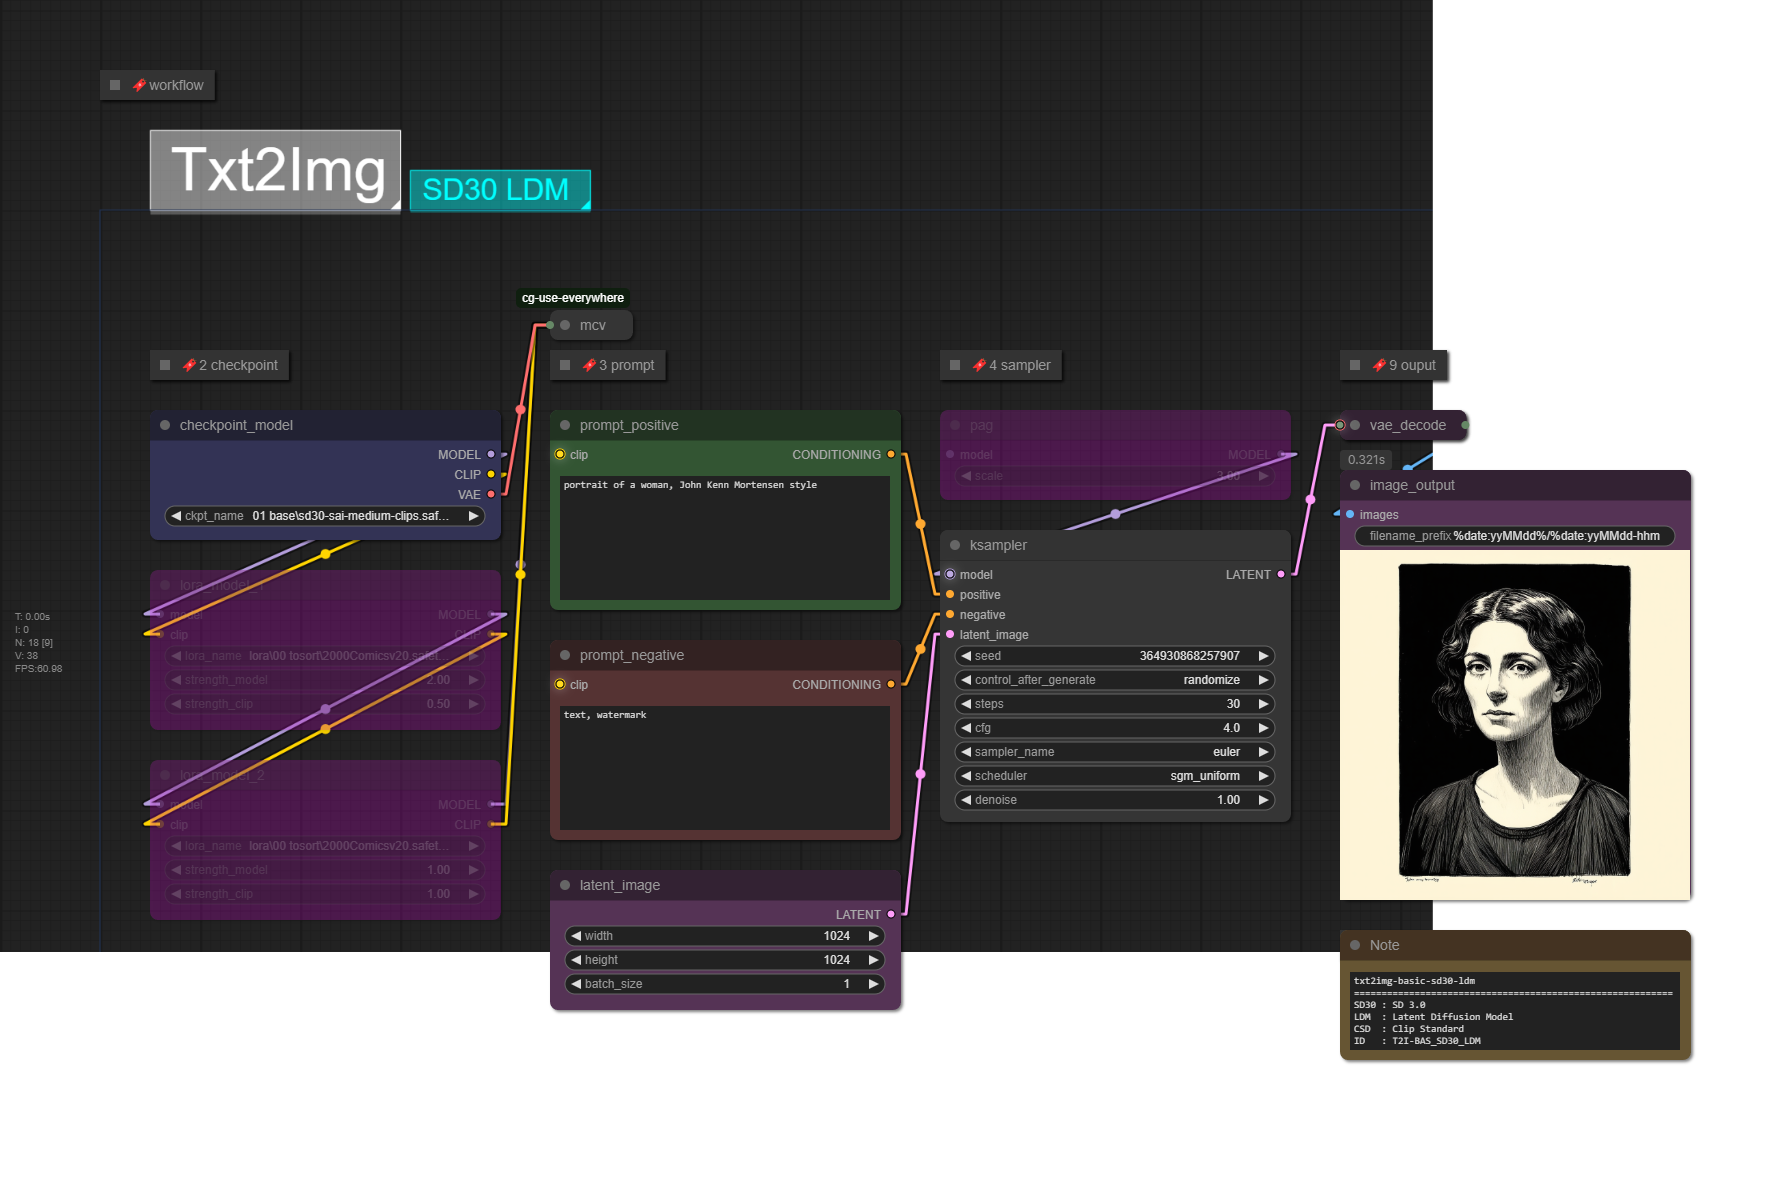 workflow
Txt2Img
SD30 LDM
cg-use-everywhere
mcv
2 checkpoint
3 prompt
4 sampler
9 ouput
checkpoint_model
MODEL
CLIP
VAE
ckpt_name 01 base\sd30-sai-medium-clips.saf...
lora_model_1
model MODEL
clip CLIP
lora_name lora\00 tosort\2000Comicsv20.safet...
strength_model 2.00
strength_clip 0.50
lora_model_2
model MODEL
clip CLIP
lora_name lora\00 tosort\2000Comicsv20.safet...
strength_model 1.00
strength_clip 1.00
T: 0.00s
I: 0
N: 18 [9]
V: 38
FPS:60.98
prompt_positive
clip CONDITIONING
portrait of a woman, John Kenn Mortensen style
prompt_negative
clip CONDITIONING
text, watermark
latent_image
LATENT
width 1024
height 1024
batch_size 1
pag
model MODEL
scale 3.00
ksampler
model LATENT
positive
negative
latent_image
seed 364930868257907
control_after_generate randomize
steps 30
cfg 4.0
sampler_name euler
scheduler sgm_uniform
denoise 1.00
vae_decode
0.321s
image_output
images
filename_prefix %date:yyMMdd%/%date:yyMMdd-hhm
Note
txt2img-basic-sd30-ldm
==========================================================
SD30 : SD 3.0
LDM : Latent Diffusion Model
CSD : Clip Standard
ID : T2I-BAS_SD30_LDM